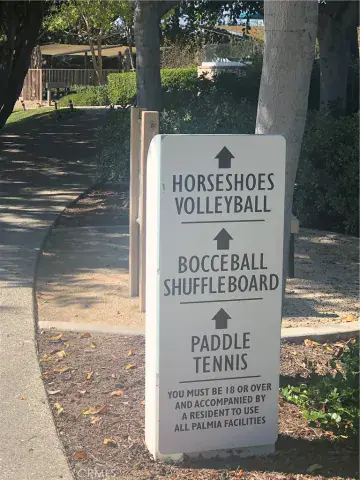 HORSESHOES
VOLLEYBALL
BOCCEBALL
SHUFFLEBOARD
PADDLE
TENNIS
YOU MUST BE 18 OR OVER
AND ACCOMPANIED BY
A RESIDENT TO USE
ALL PALMIA FACILITIES
CRMLS